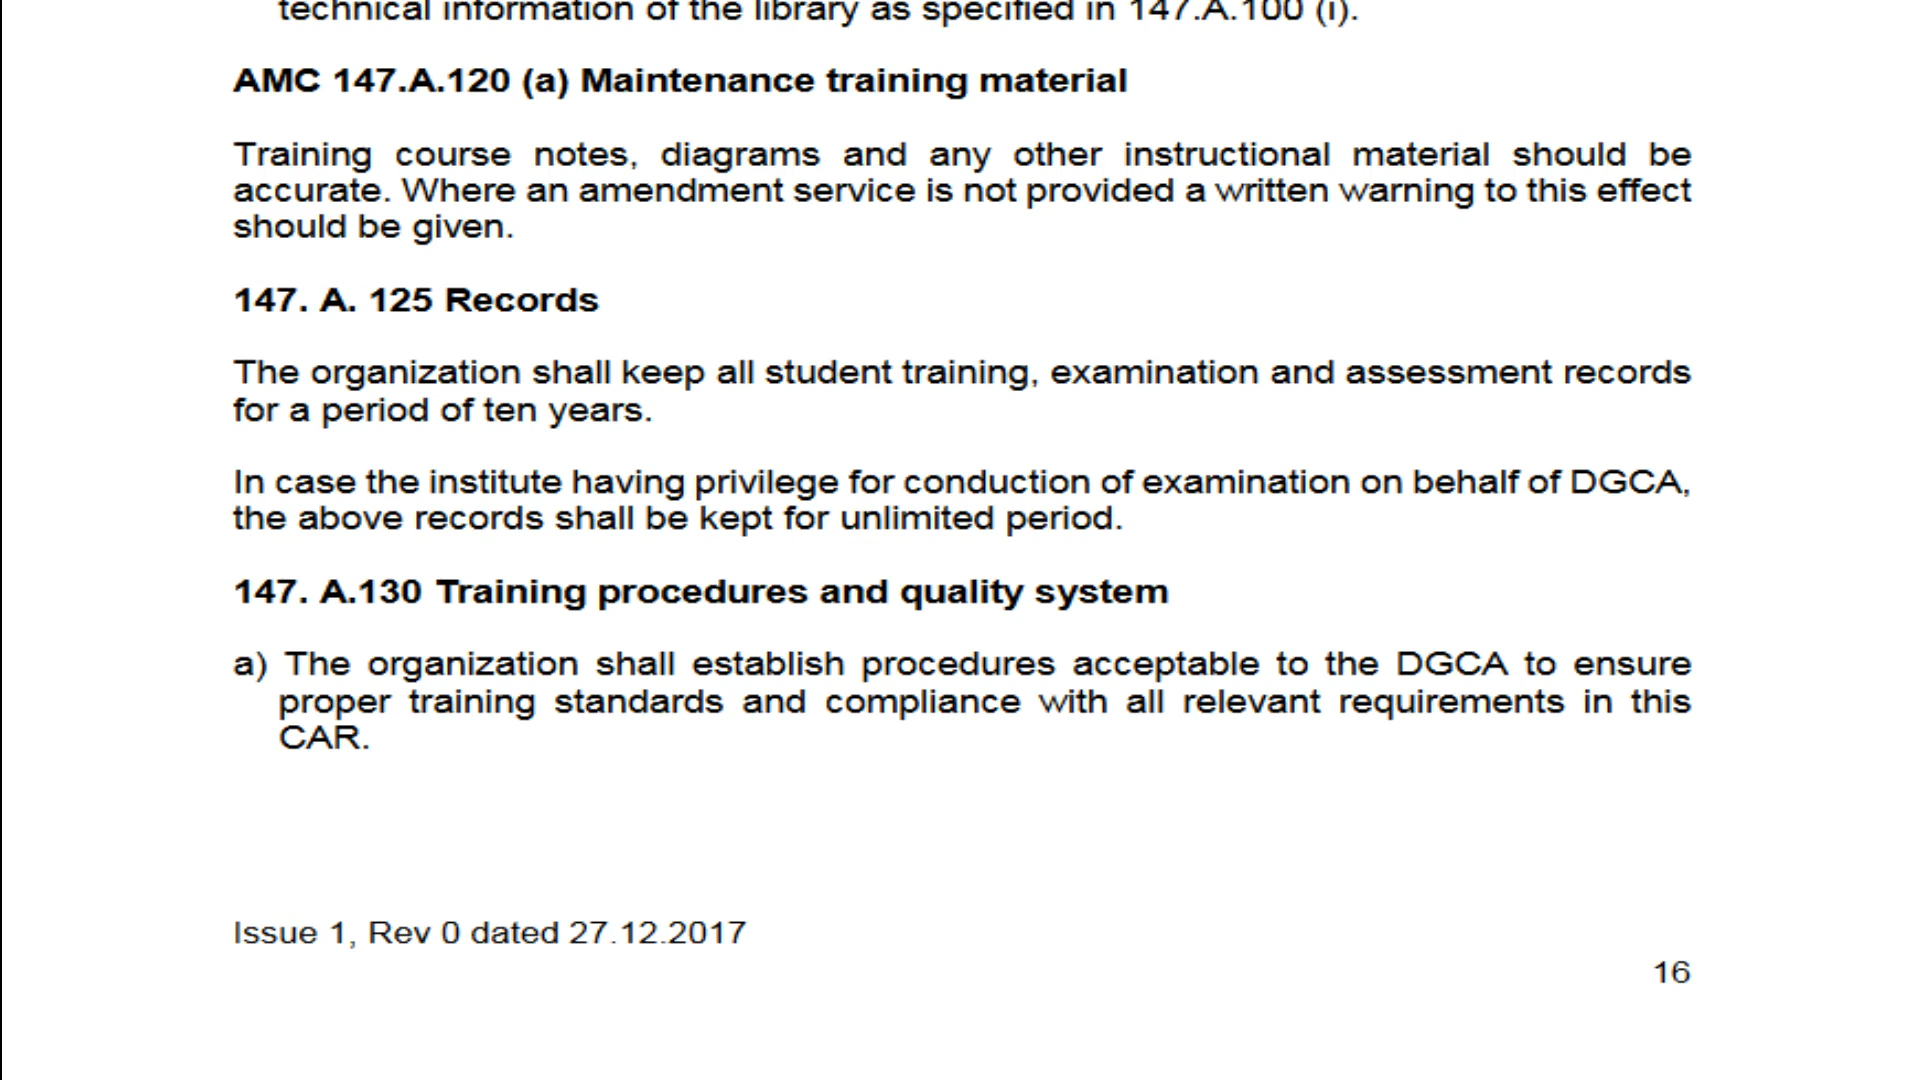 technical information of the library as specified in 147.A.100 (i).
AMC 147.A.120 (a) Maintenance training material
Training course notes, diagrams and any other instructional material should be
accurate. Where an amendment service is not provided a written warning to this effect
should be given.
147. A. 125 Records
The organization shall keep all student training, examination and assessment records
for a period of ten years.
In case the institute having privilege for conduction of examination on behalf of DGCA,
the above records shall be kept for unlimited period.
147. A.130 Training procedures and quality system
a) The organization shall establish procedures acceptable to the DGCA to ensure
proper training standards and compliance with all relevant requirements in this
CAR.
Issue 1, Rev 0 dated 27.12.2017
16